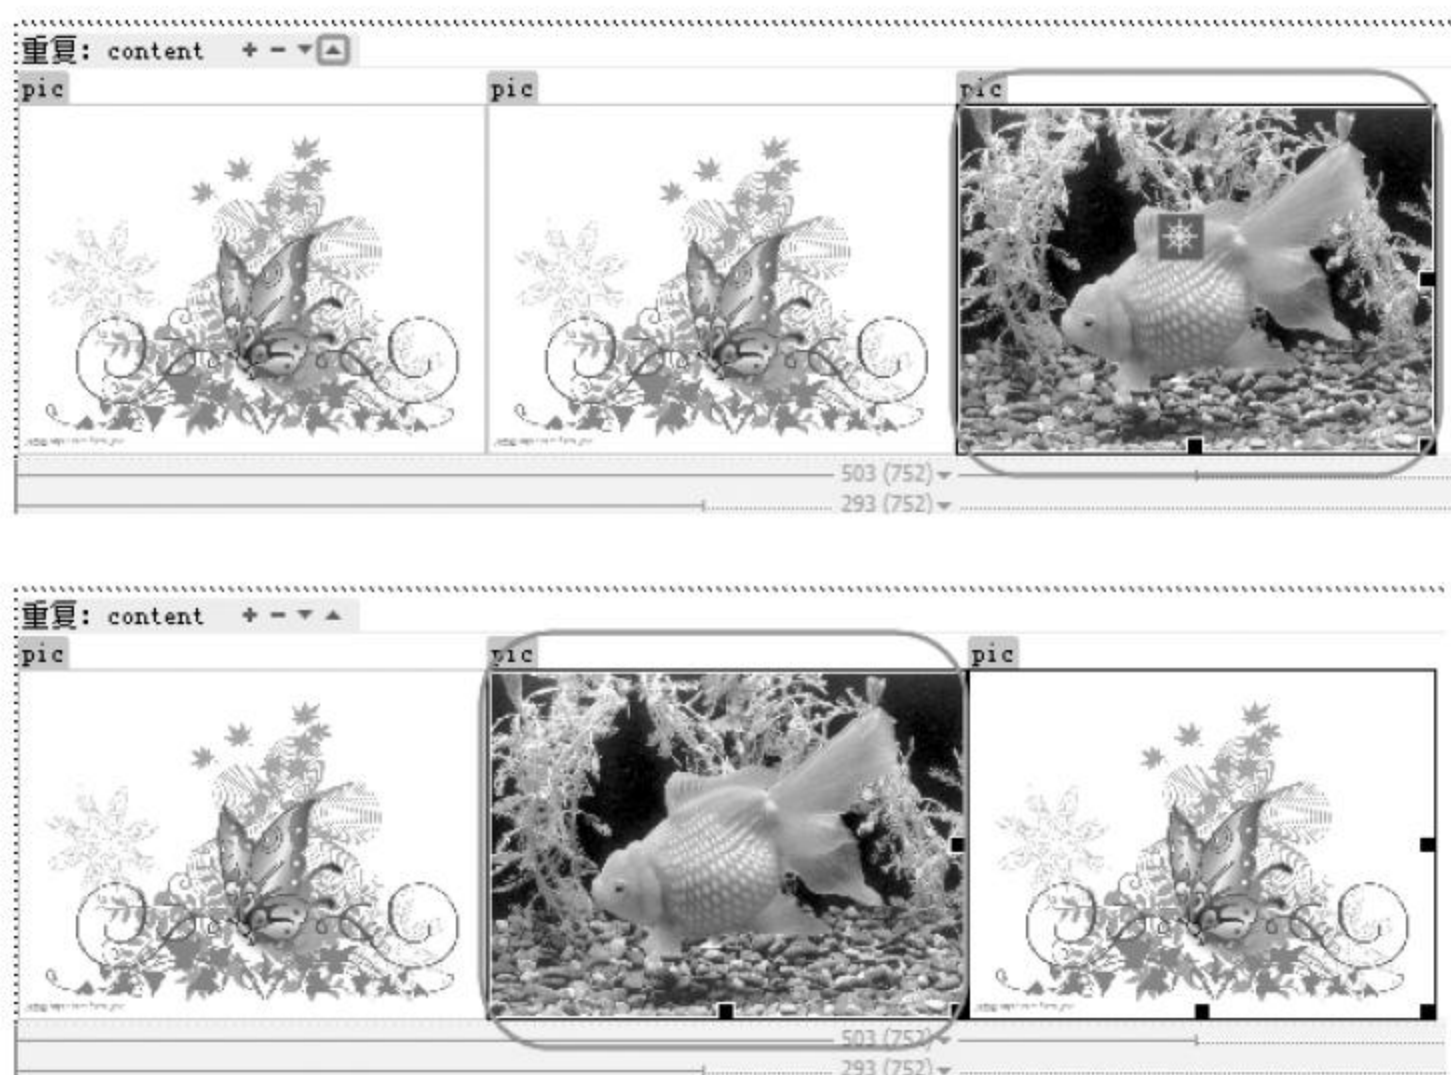 重复: content + - ▼ ▲
pic pic pic
503 (752)
293 (752)
重复: content + - ▼ ▲
pic pic pic
503 (752)
293 (752)